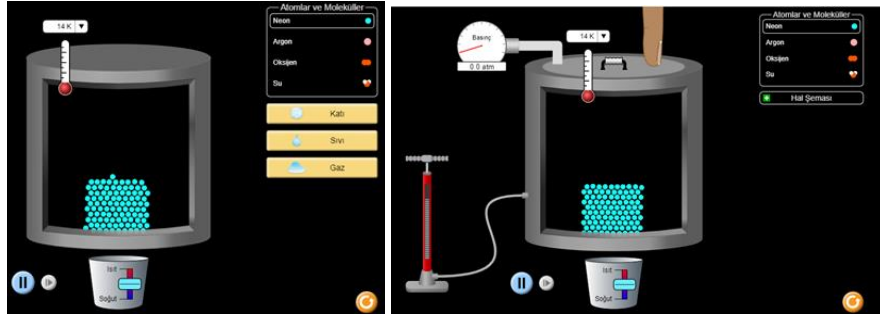 14 K
Atomlar ve Moleküller
Neon
Argon
Oksijen
Su
Katı
Sıvı
Gaz
Isıt
Soğut
Basınç
0.0 atm
14 K
Atomlar ve Moleküller
Neon
Argon
Oksijen
Su
Hal Şeması
Isıt
Soğut